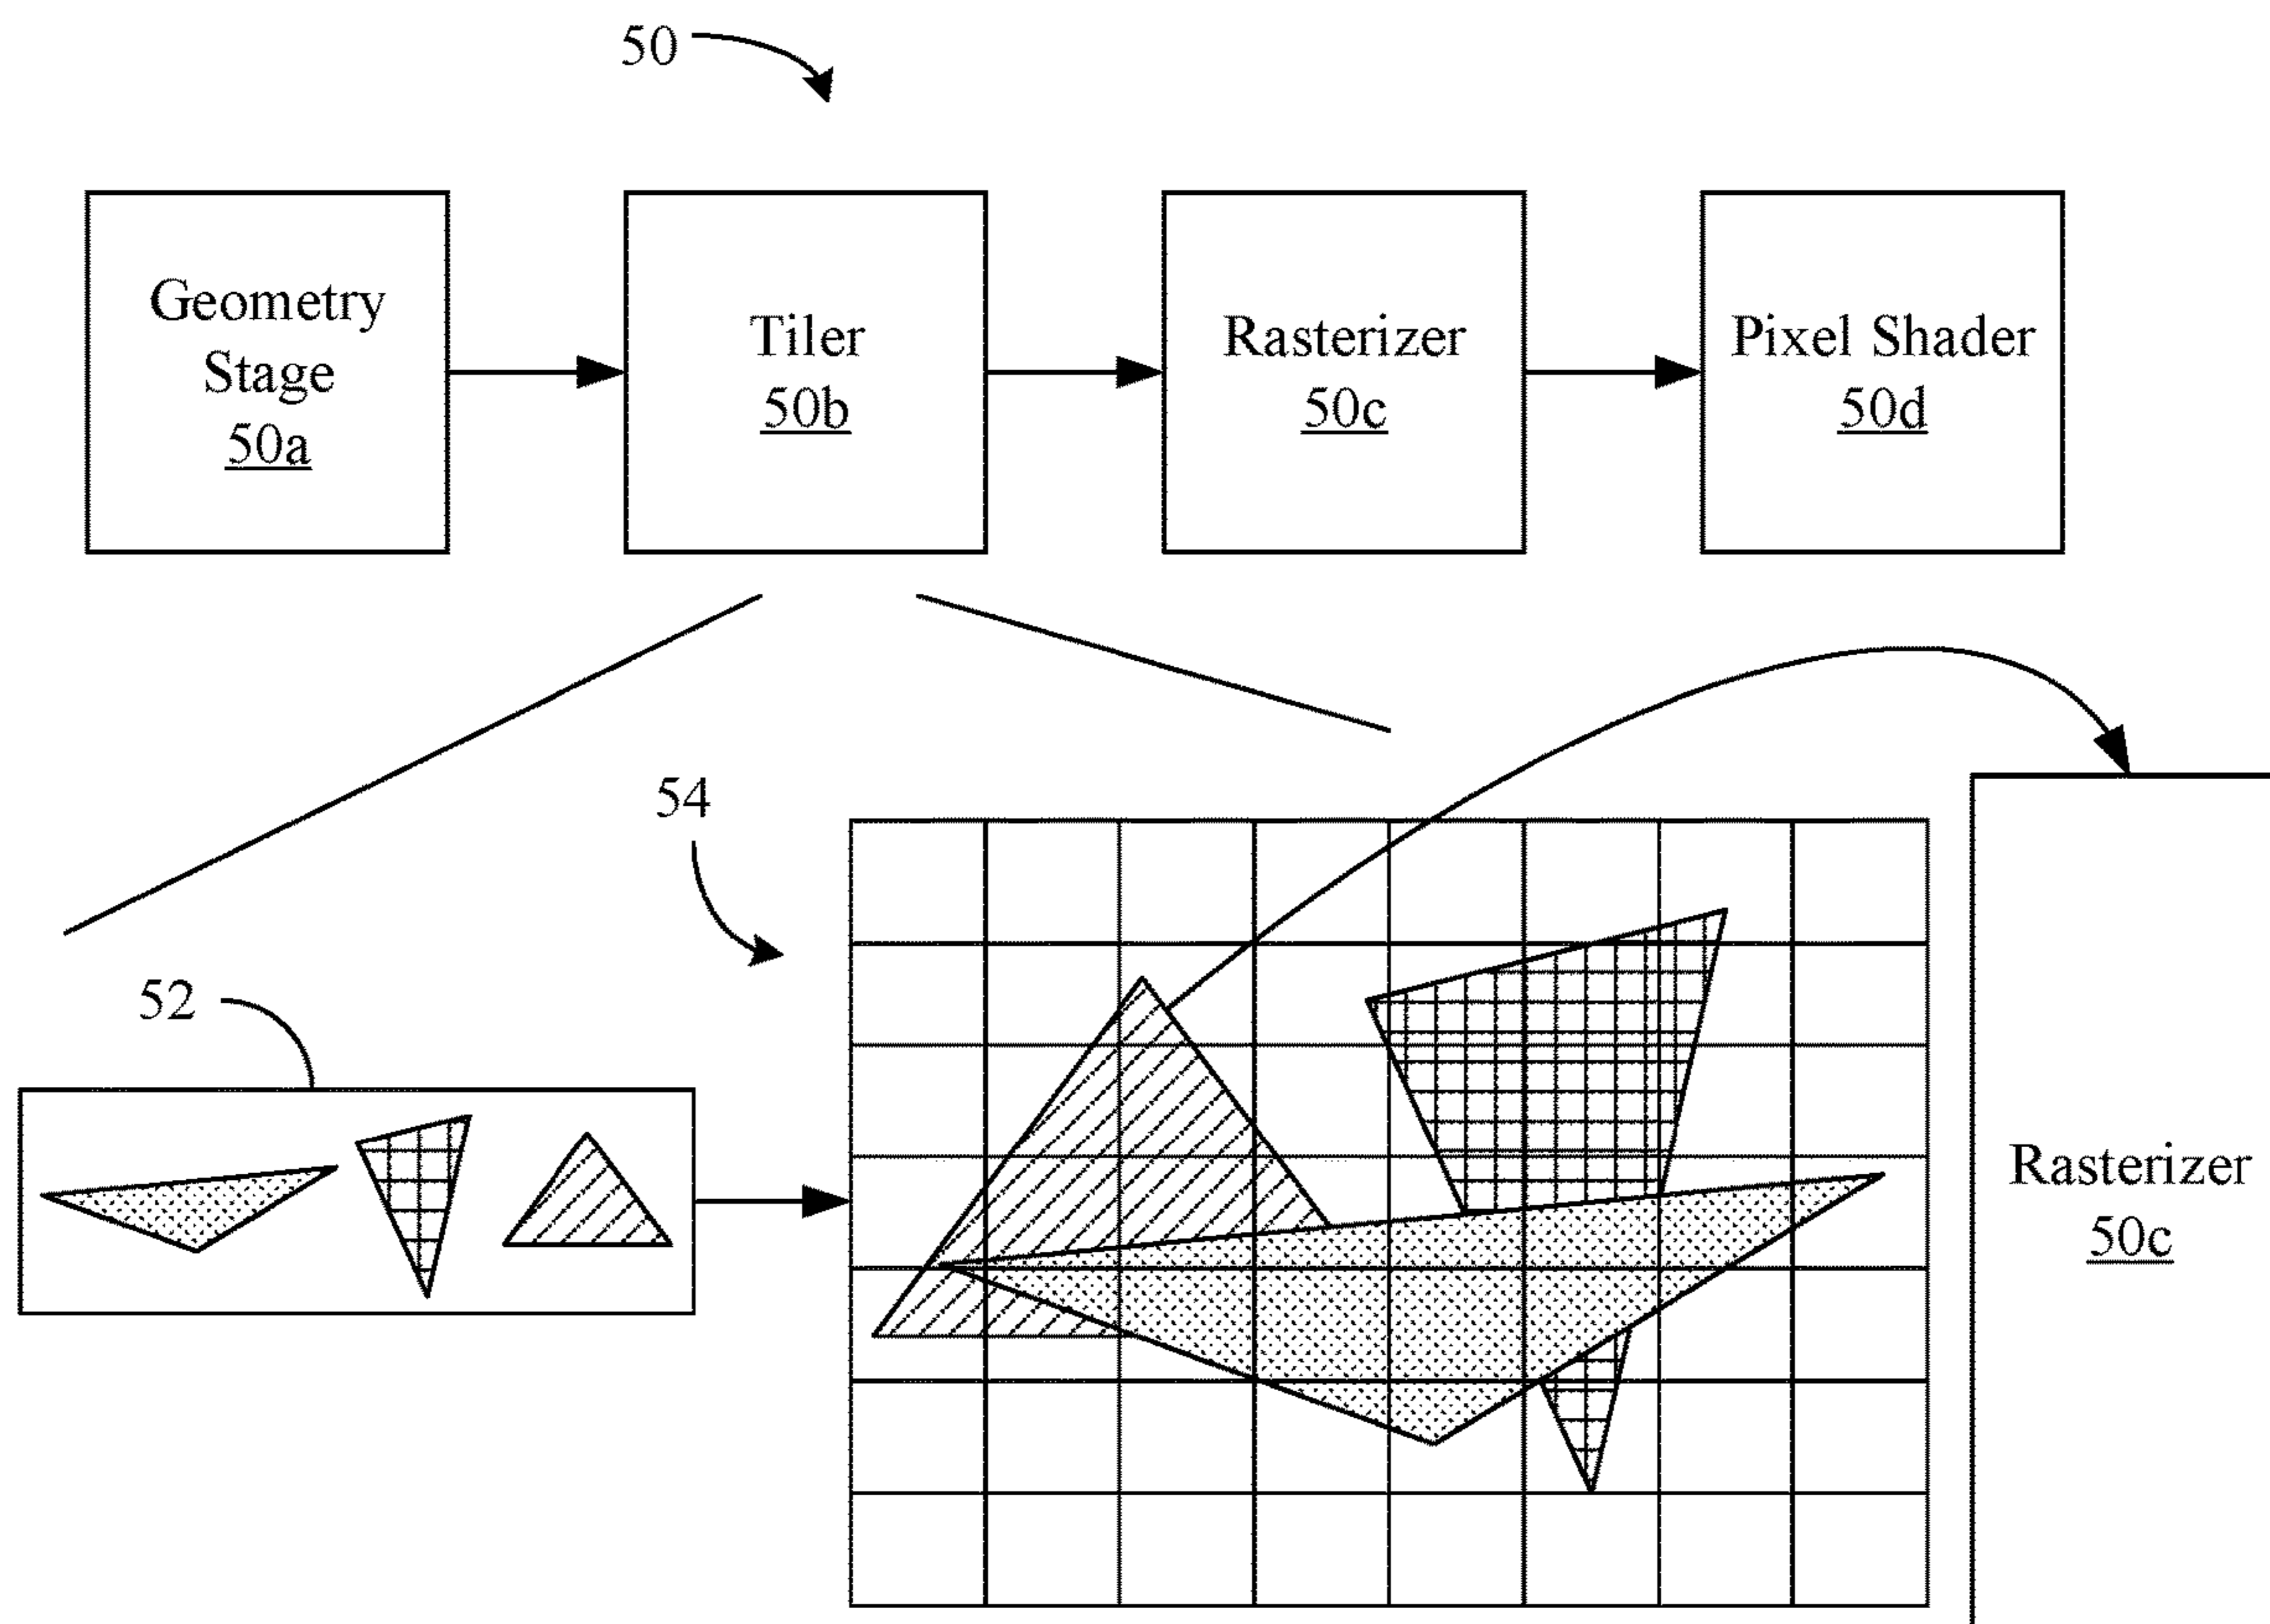 50
Geometry
Stage
50a
Tiler
50b
Rasterizer
50c
Pixel Shader
50d
54
52
Rasterizer
50c